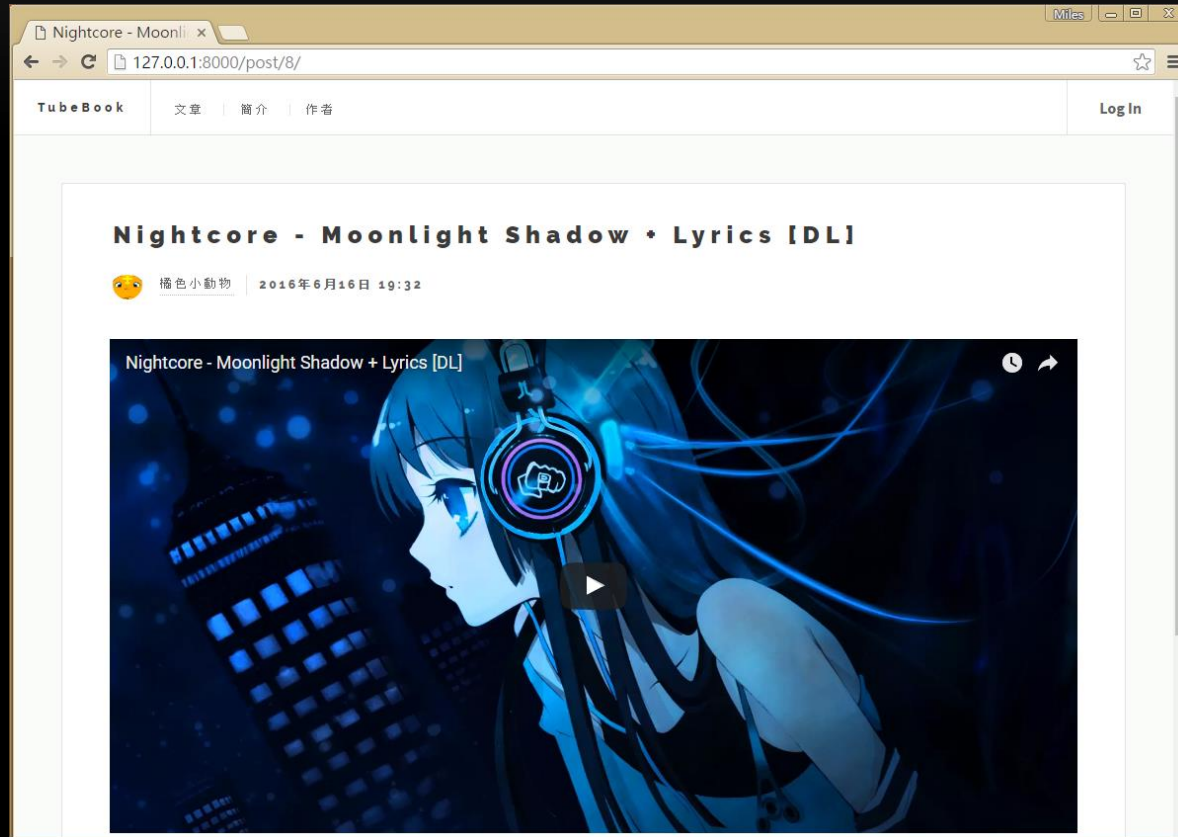 Miles
Nightcore - Moonli
127.0.0.1:8000/post/8/
TubeBook 文章 簡介 作者 Log In
Nightcore - Moonlight Shadow + Lyrics [DL]
橘色小動物 2016年6月16日 19:32
Nightcore - Moonlight Shadow + Lyrics [DL]